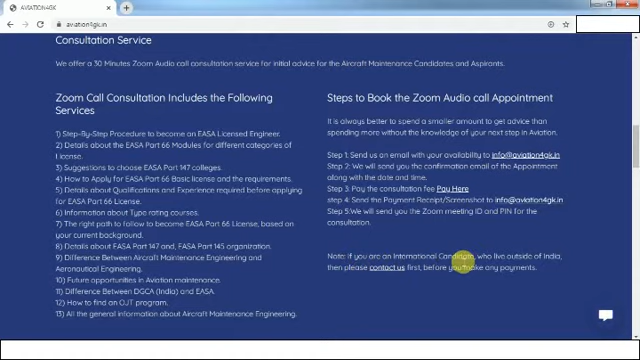 AVIATION4GK
aviation4gk.in
Consultation Service
We offer a 30 Minutes Zoom Audio call consultation service for initial advice for the Aircraft Maintenance Candidates and Aspirants.
Zoom Call Consultation Includes the Following
Services
1) Step-By-Step Procedure to become an EASA Licensed Engineer.
2) Details about the EASA Part 66 Modules for different categories of
License.
3) Suggestions to choose EASA Part 147 colleges.
4) How to Apply for EASA Part 66 Basic license and the requirements.
5) Details about Qualifications and Experience required before applying
for EASA Part 66 License.
6) Information about Type rating courses.
7) The right path to follow to become EASA Part 66 License, based on
your current background.
8) Details about EASA Part 147 and, EASA Part 145 organization.
9) Difference Between Aircraft Maintenance Engineering and
Aeronautical Engineering.
10) Future opportunities in Aviation maintenance.
11) Difference Between DGCA (India) and EASA.
12) How to find an OJT program.
13) All the general information about Aircraft Maintenance Engineering.
Steps to Book the Zoom Audio call Appointment
It is always better to spend a smaller amount to get advice than
spending more without the knowledge of your next step in Aviation.
Step 1: Send us an email with your availability to info@aviation4gk.in
Step 2: We will send you the confirmation email of the Appointment
along with the date and time.
Step 3: Pay the consultation fee Pay Here
step 4: Send the Payment Receipt/Screenshot to info@aviation4gk.in
Step 5:We will send you the Zoom meeting ID and PIN for the
consultation.
Note: If you are an International Candidate, who live outside of India,
then please contact us first, before you make any payments.